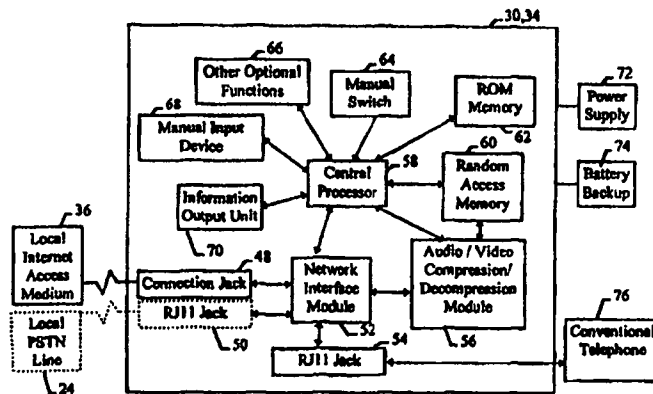 30,34
66
Other Optional
Functions
64
Manual
Switch
ROM
Memory
62
72
Power
Supply
68
Manual Input
Device
58
Central
Processor
60
Random
Access
Memory
74
Battery
Backup
Information
Output Unit
70
36
Local
Internet
Access
Medium
48
Connection Jack
RJ11 Jack
50
Network
Interface
Module
52
Audio / Video
Compression/
Decompression
Module
56
54
RJ11 Jack
76
Conventional
Telephone
Local
PSTN
Line
24